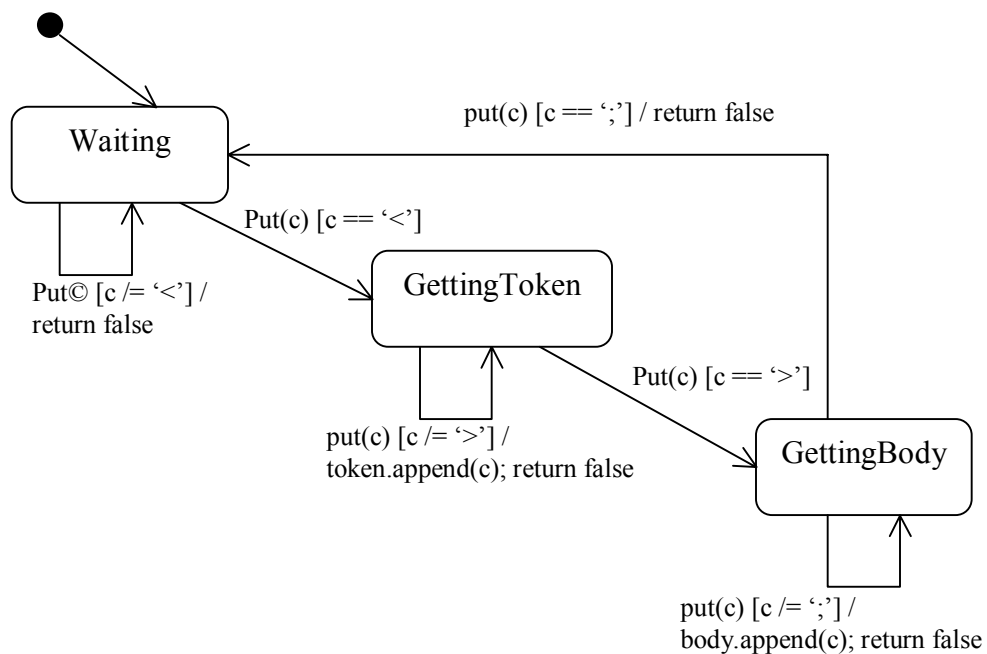 put(c) [c == ‘;’] / return false
Waiting
Put(c) [c == ‘<’]
GettingToken
Put© [c /= ‘<’] /
return false
Put(c) [c == ‘>’]
put(c) [c /= ‘>’] /
token.append(c); return false
GettingBody
put(c) [c /= ‘;’] /
body.append(c); return false